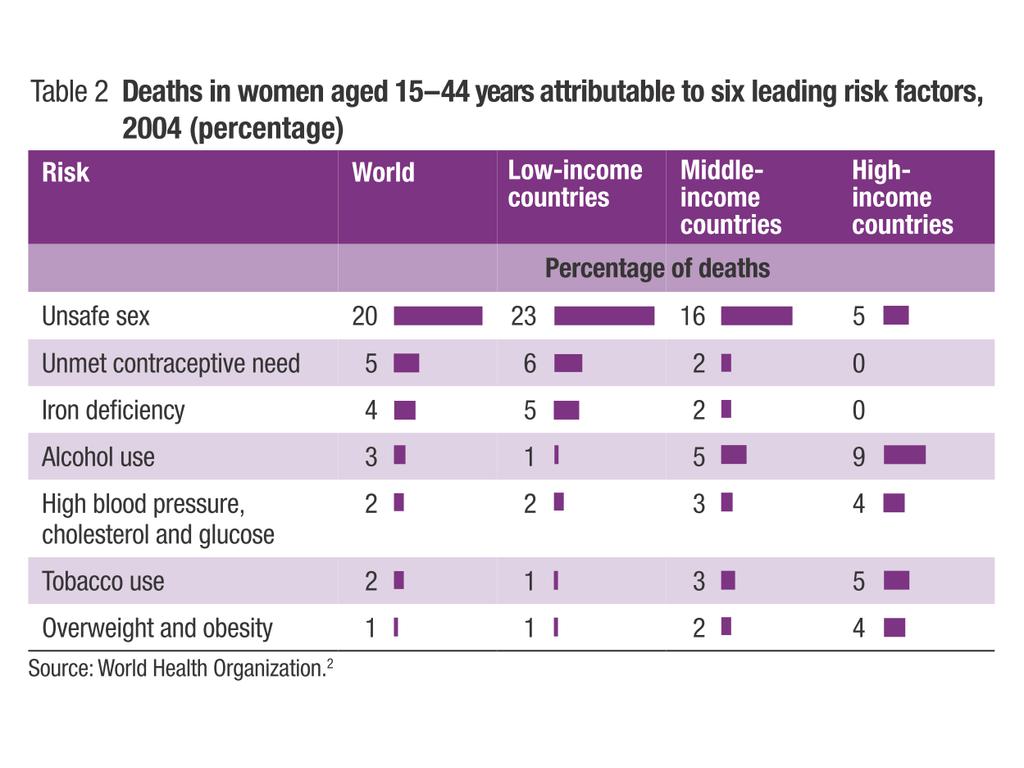 Table 2 Deaths in women aged 15–44 years attributable to six leading risk factors,
2004 (percentage)
Risk World Low-income countries Middle-income countries High-income countries
Percentage of deaths
Unsafe sex 20 23 16 5
Unmet contraceptive need 5 6 2 0
Iron deficiency 4 5 2 0
Alcohol use 3 1 5 9
High blood pressure, 2 2 3 4
cholesterol and glucose
Tobacco use 2 1 3 5
Overweight and obesity 1 1 2 4
Source: World Health Organization.²